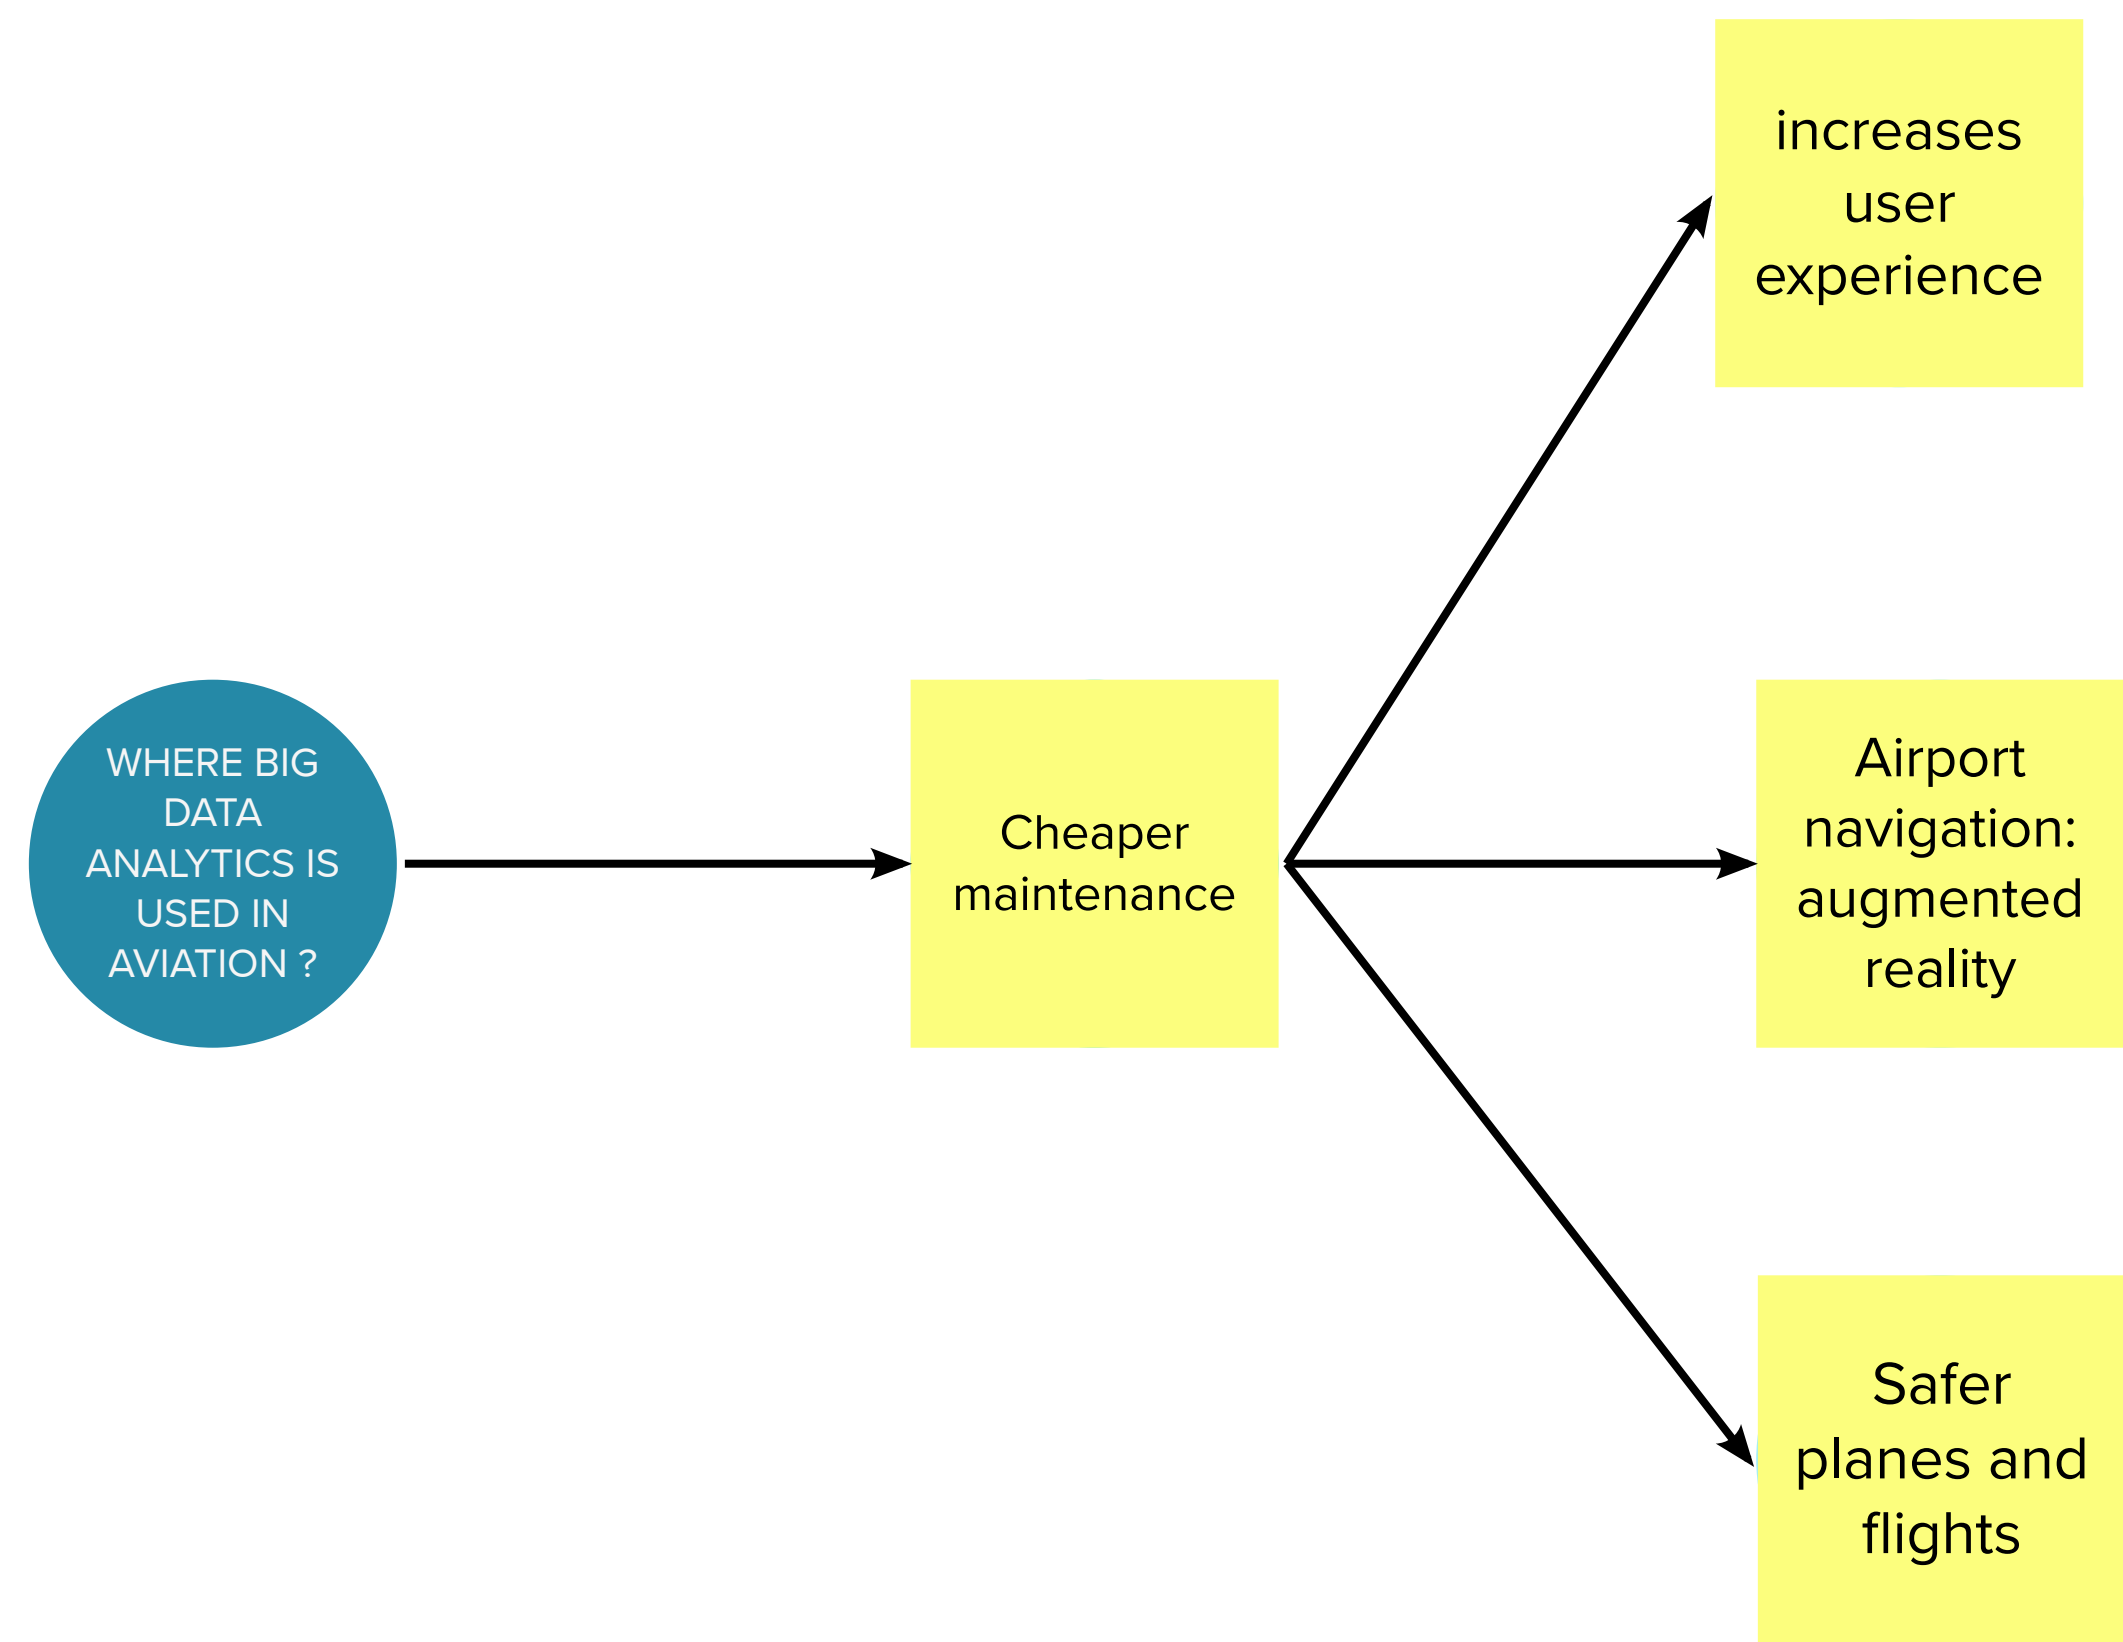 WHERE BIG
DATA
ANALYTICS IS
USED IN
AVIATION ?
Cheaper
maintenance
increases
user
experience
Airport
navigation:
augmented
reality
Safer
planes and
flights